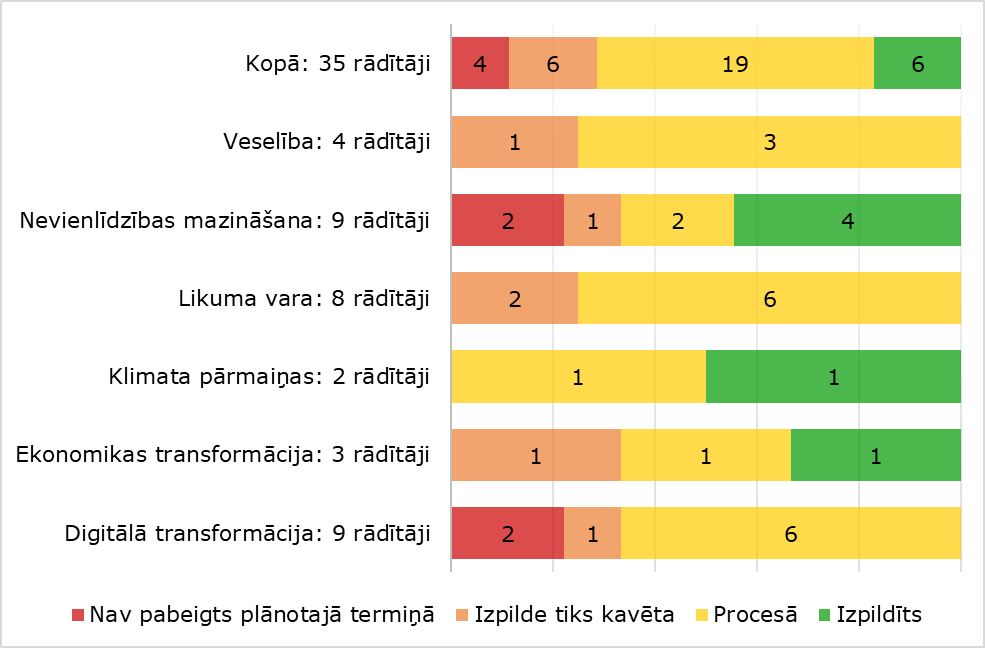 Kopā: 35 rādītāji 4 6 19 6
Veselība: 4 rādītāji 1 3
Nevienlīdzības mazināšana: 9 rādītāji 2 1 2 4
Likuma vara: 8 rādītāji 2 6
Klimata pārmaiņas: 2 rādītāji 1 1
Ekonomikas transformācija: 3 rādītāji 1 1 1
Digitālā transformācija: 9 rādītāji 2 1 6
Nav pabeigts plānotajā termiņā Izpilde tiks kavēta Procesā Izpildīts